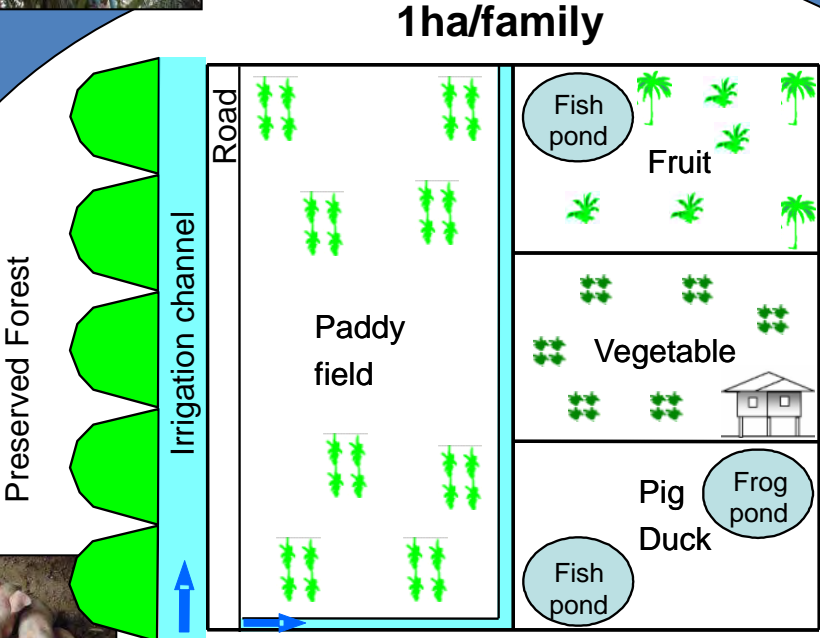 1ha/family
Preserved Forest
Irrigation channel
Road
Paddy
field
Fish
pond
Fruit
Vegetable
Pig
Duck
Frog
pond
Fish
pond